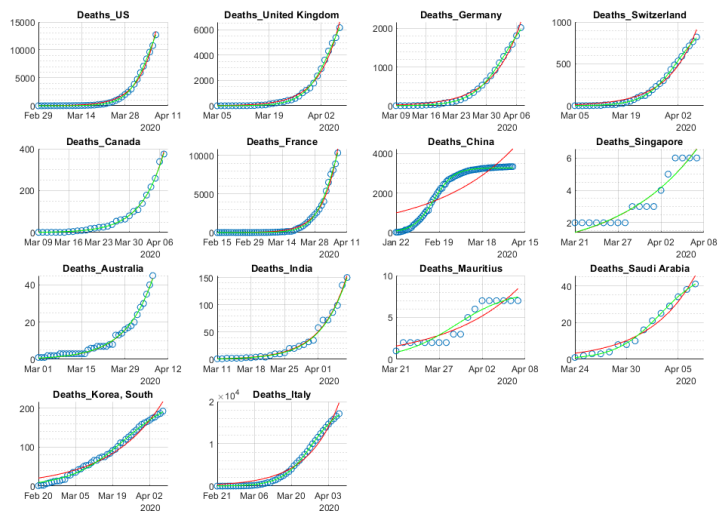 Deaths_US
15000
10000
5000
0
Feb 29 Mar 14 Mar 28 Apr 11
2020
Deaths_United Kingdom
6000
4000
2000
0
Mar 05 Mar 19 Apr 02
2020
Deaths_Germany
2000
1000
0
Mar 09 Mar 16 Mar 23 Mar 30 Apr 06
2020
Deaths_Switzerland
1000
500
0
Mar 05 Mar 19 Apr 02
2020
Deaths_Canada
400
200
0
Mar 09 Mar 16 Mar 23 Mar 30 Apr 06
2020
Deaths_France
10000
5000
0
Feb 15 Feb 29 Mar 14 Mar 28 Apr 11
2020
Deaths_China
4000
2000
0
Jan 22 Feb 19 Mar 18 Apr 15
2020
Deaths_Singapore
6
4
2
Mar 21 Mar 27 Apr 02 Apr 08
2020
Deaths_Australia
40
20
0
Mar 01 Mar 15 Mar 29 Apr 12
2020
Deaths_India
150
100
50
0
Mar 11 Mar 18 Mar 25 Apr 01
2020
Deaths_Mauritius
10
5
0
Mar 21 Mar 27 Apr 02 Apr 08
2020
Deaths_Saudi Arabia
40
20
0
Mar 24 Mar 30 Apr 05
2020
Deaths_Korea, South
200
100
0
Feb 20 Mar 05 Mar 19 Apr 02
2020
Deaths_Italy
2 × 10^4
1
0
Feb 21 Mar 06 Mar 20 Apr 03
2020